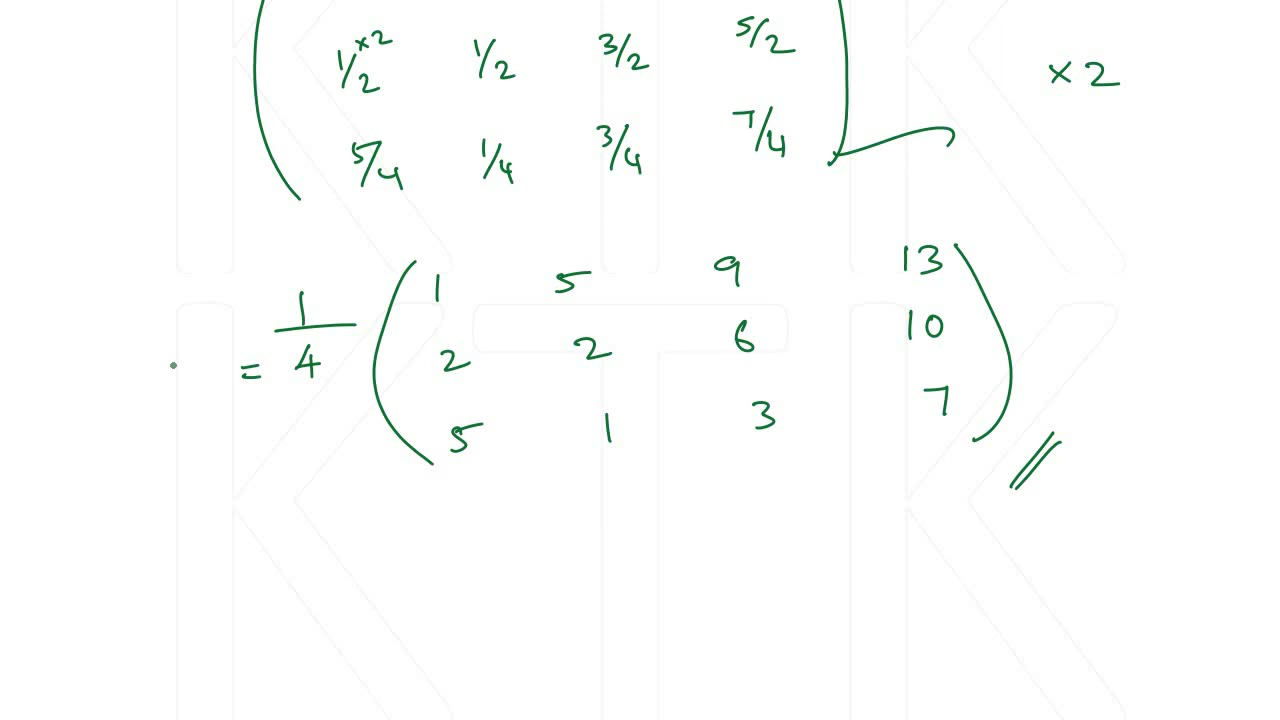 1/2 ×2 1/2 3/2 5/2 × 2
5/4 1/4 3/4 7/4
= 1/4 ( 1 5 9 13
2 2 6 10
5 1 3 7 )